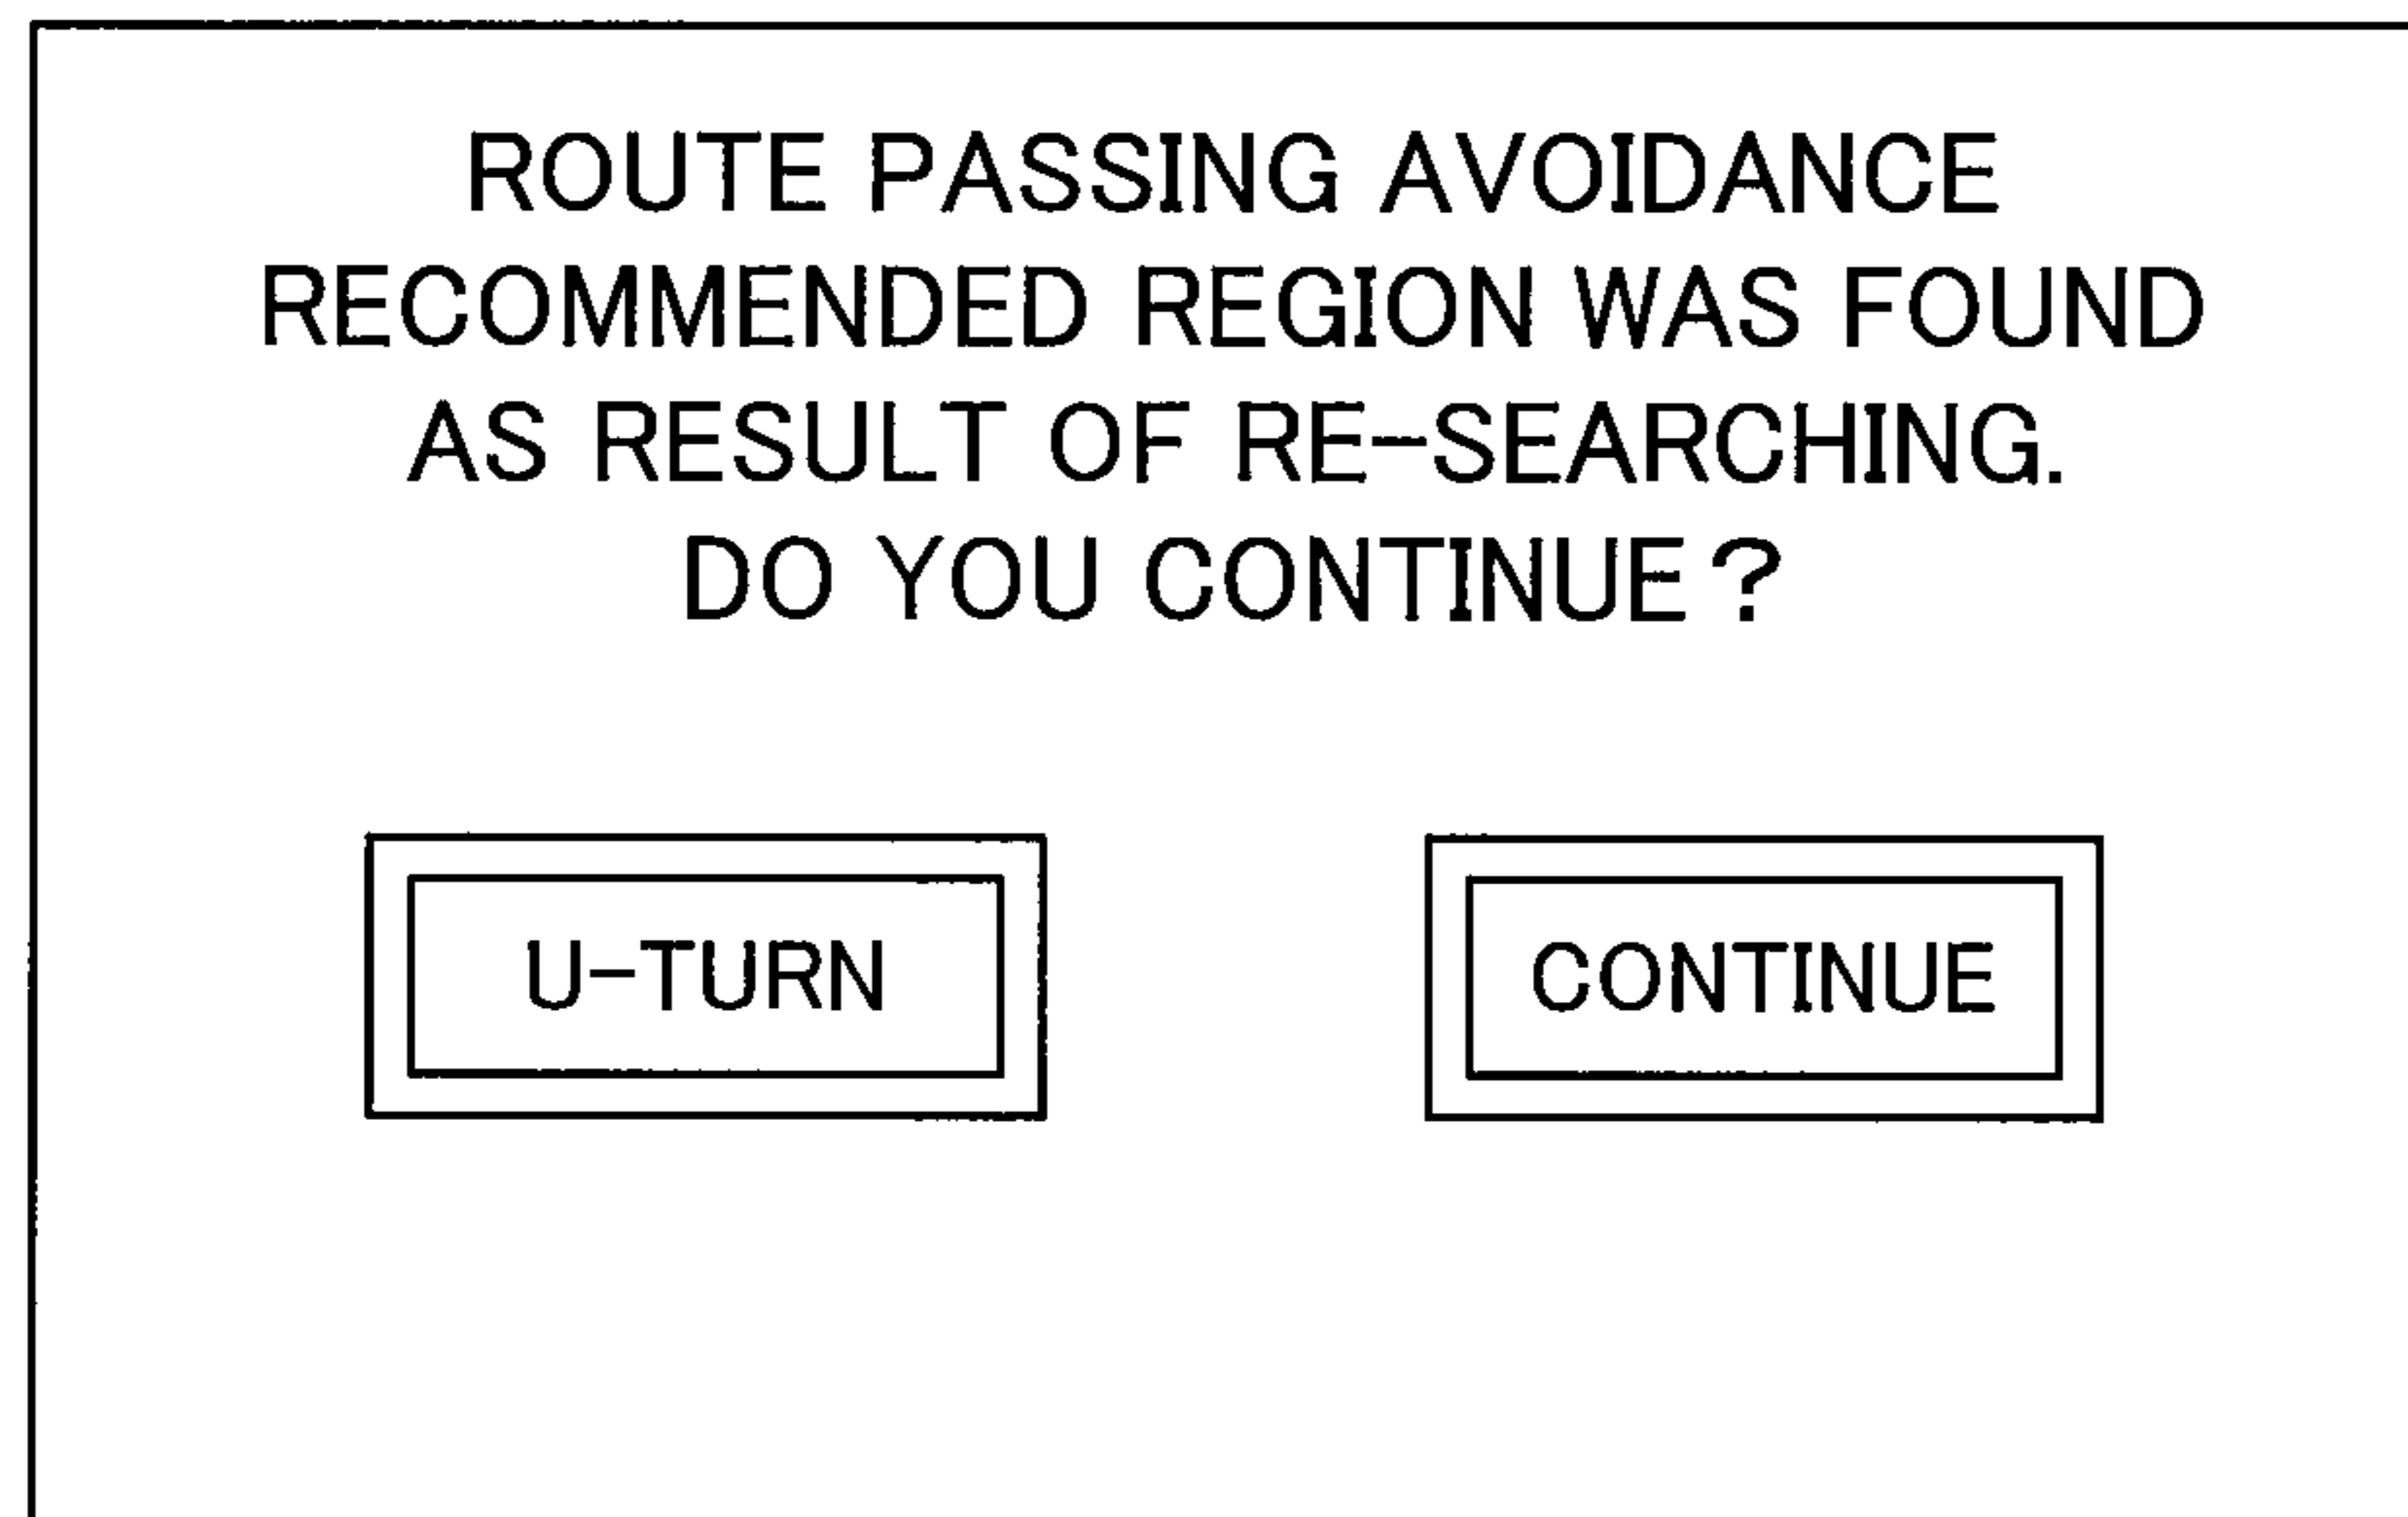 ROUTE PASSING AVOIDANCE
RECOMMENDED REGION WAS FOUND
AS RESULT OF RE-SEARCHING.
DO YOU CONTINUE?
U-TURN
CONTINUE